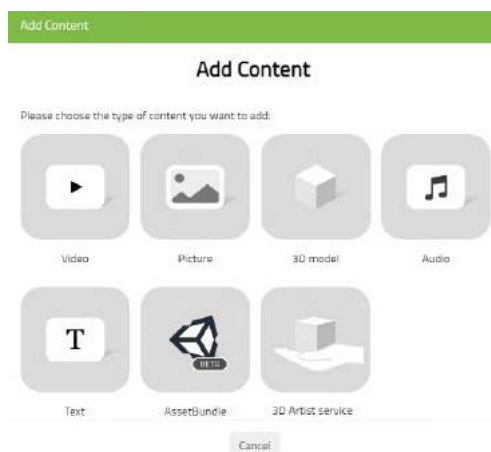 Add Content
Add Content
Please choose the type of content you want to add:
Video Picture 3D model Audio
T
BETA
Text AssetBundle 3D Artist service
Cancel